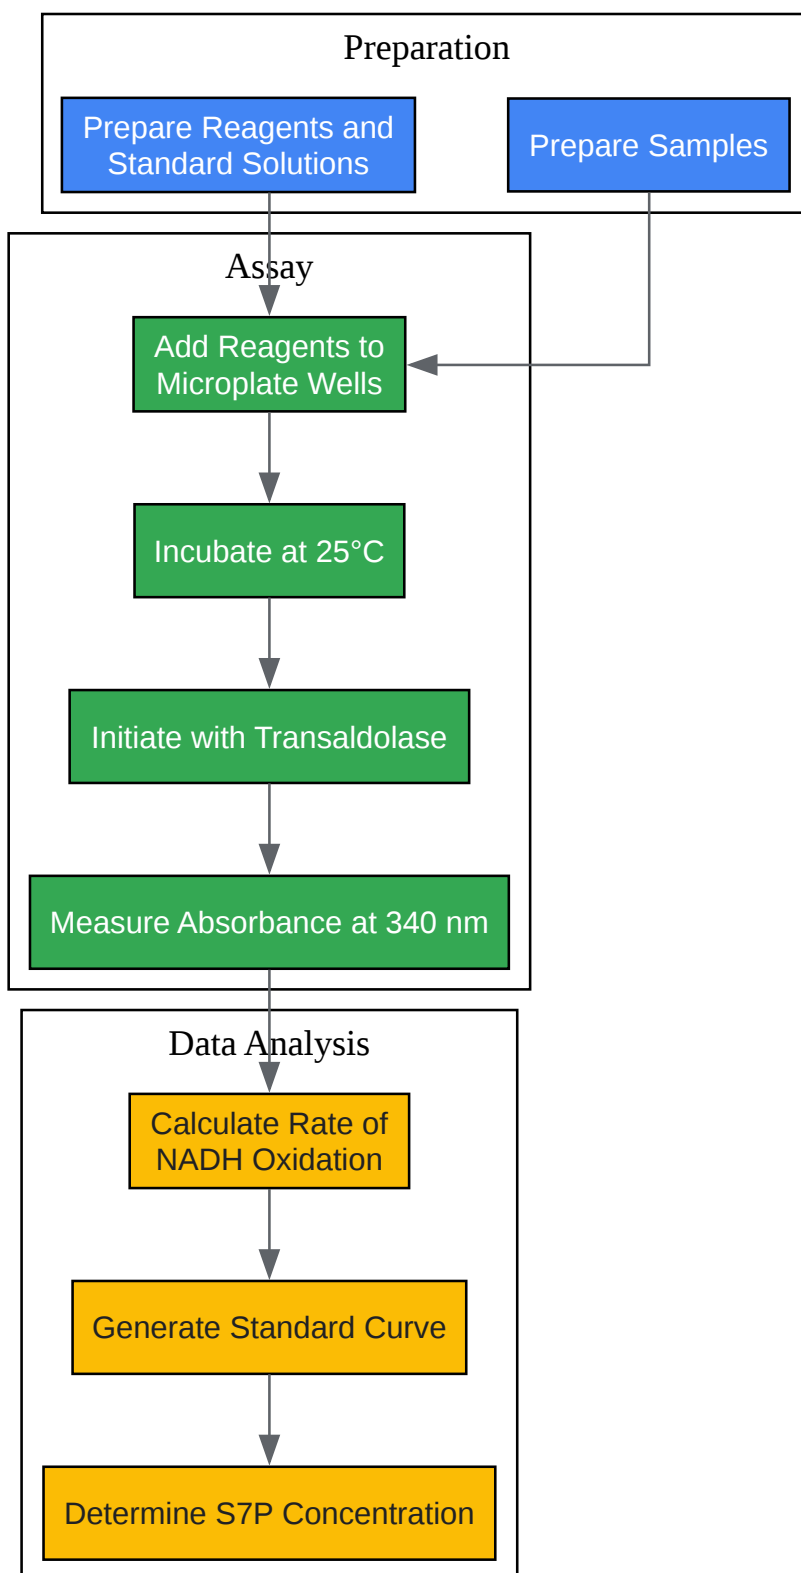 Preparation
Prepare Reagents and
Standard Solutions
Prepare Samples
Assay
Add Reagents to
Microplate Wells
Incubate at 25°C
Initiate with Transaldolase
Measure Absorbance at 340 nm
Data Analysis
Calculate Rate of
NADH Oxidation
Generate Standard Curve
Determine S7P Concentration